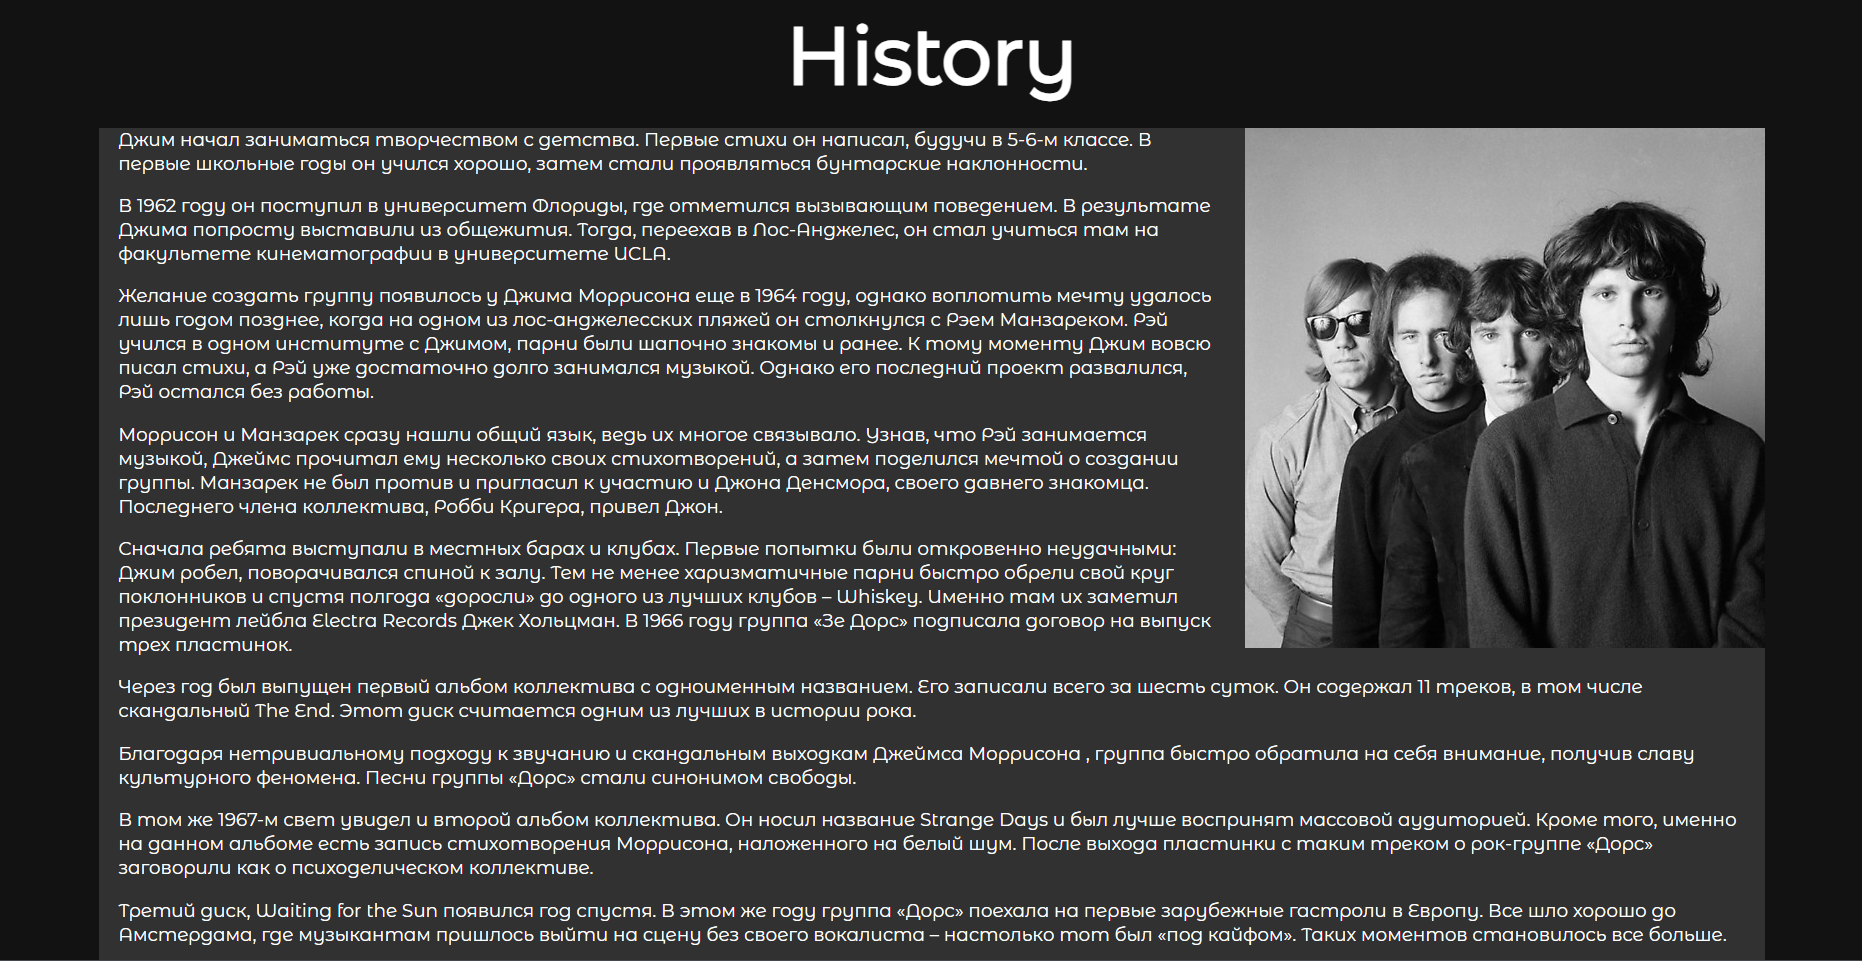 History
Джим начал заниматься творчеством с детства. Первые стихи он написал, будучи в 5-6-м классе. В
первые школьные годы он учился хорошо, затем стали проявляться бунтарские наклонности.
В 1962 году он поступил в университет Флориды, где отметился вызывающим поведением. В результате
Джима попросту выставили из общежития. Тогда, переехав в Лос-Анджелес, он стал учиться там на
факультете кинематографии в университете UCLA.
Желание создать группу появилось у Джима Моррисона еще в 1964 году, однако воплотить мечту удалось
лишь годом позднее, когда на одном из лос-анджелесских пляжей он столкнулся с Рэем Манзареком. Рэй
учился в одном институте с Джимом, парни были шапочно знакомы и ранее. К тому моменту Джим вовсю
писал стихи, а Рэй уже достаточно долго занимался музыкой. Однако его последний проект развалился,
Рэй остался без работы.
Моррисон и Манзарек сразу нашли общий язык, ведь их многое связывало. Узнав, что Рэй занимается
музыкой, Джеймс прочитал ему несколько своих стихотворений, а затем поделился мечтой о создании
группы. Манзарек не был против и пригласил к участию и Джона Денсмора, своего давнего знакомца.
Последнего члена коллектива, Робби Кригера, привел Джон.
Сначала ребята выступали в местных барах и клубах. Первые попытки были откровенно неудачными:
Джим робел, поворачивался спиной к залу. Тем не менее харизматичные парни быстро обрели свой круг
поклонников и спустя полгода «доросли» до одного из лучших клубов – Whiskey. Именно там их заметил
президент лейбла Electra Records Джек Хольцман. В 1966 году группа «Зе Дорс» подписала договор на выпуск
трех пластинок.
Через год был выпущен первый альбом коллектива с одноименным названием. Его записали всего за шесть суток. Он содержал 11 треков, в том числе
скандальный The End. Этот диск считается одним из лучших в истории рока.
Благодаря нетривиальному подходу к звучанию и скандальным выходкам Джеймса Моррисона , группа быстро обратила на себя внимание, получив славу
культурного феномена. Песни группы «Дорс» стали синонимом свободы.
В том же 1967-м свет увидел и второй альбом коллектива. Он носил название Strange Days и был лучше воспринят массовой аудиторией. Кроме того, именно
на данном альбоме есть запись стихотворения Моррисона, наложенного на белый шум. После выхода пластинки с таким треком о рок-группе «Дорс»
заговорили как о психоделическом коллективе.
Третий диск, Waiting for the Sun появился год спустя. В этом же году группа «Дорс» поехала на первые зарубежные гастроли в Европу. Все шло хорошо до
Амстердама, где музыкантам пришлось выйти на сцену без своего вокалиста – настолько тот был «под кайфом». Таких моментов становилось все больше.